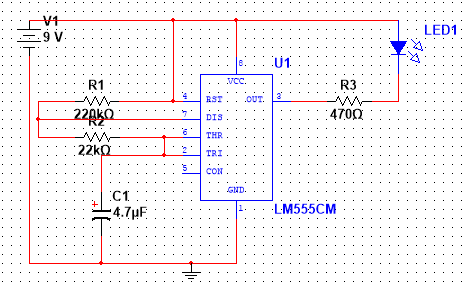 V1
9 V
LED1
U1
8
VCC
R1
220kΩ
4
RST
OUT
3
R3
470Ω
7
DIS
R2
22kΩ
6
THR
2
TRI
5
CON
C1
4.7µF
GND
1
LM555CM